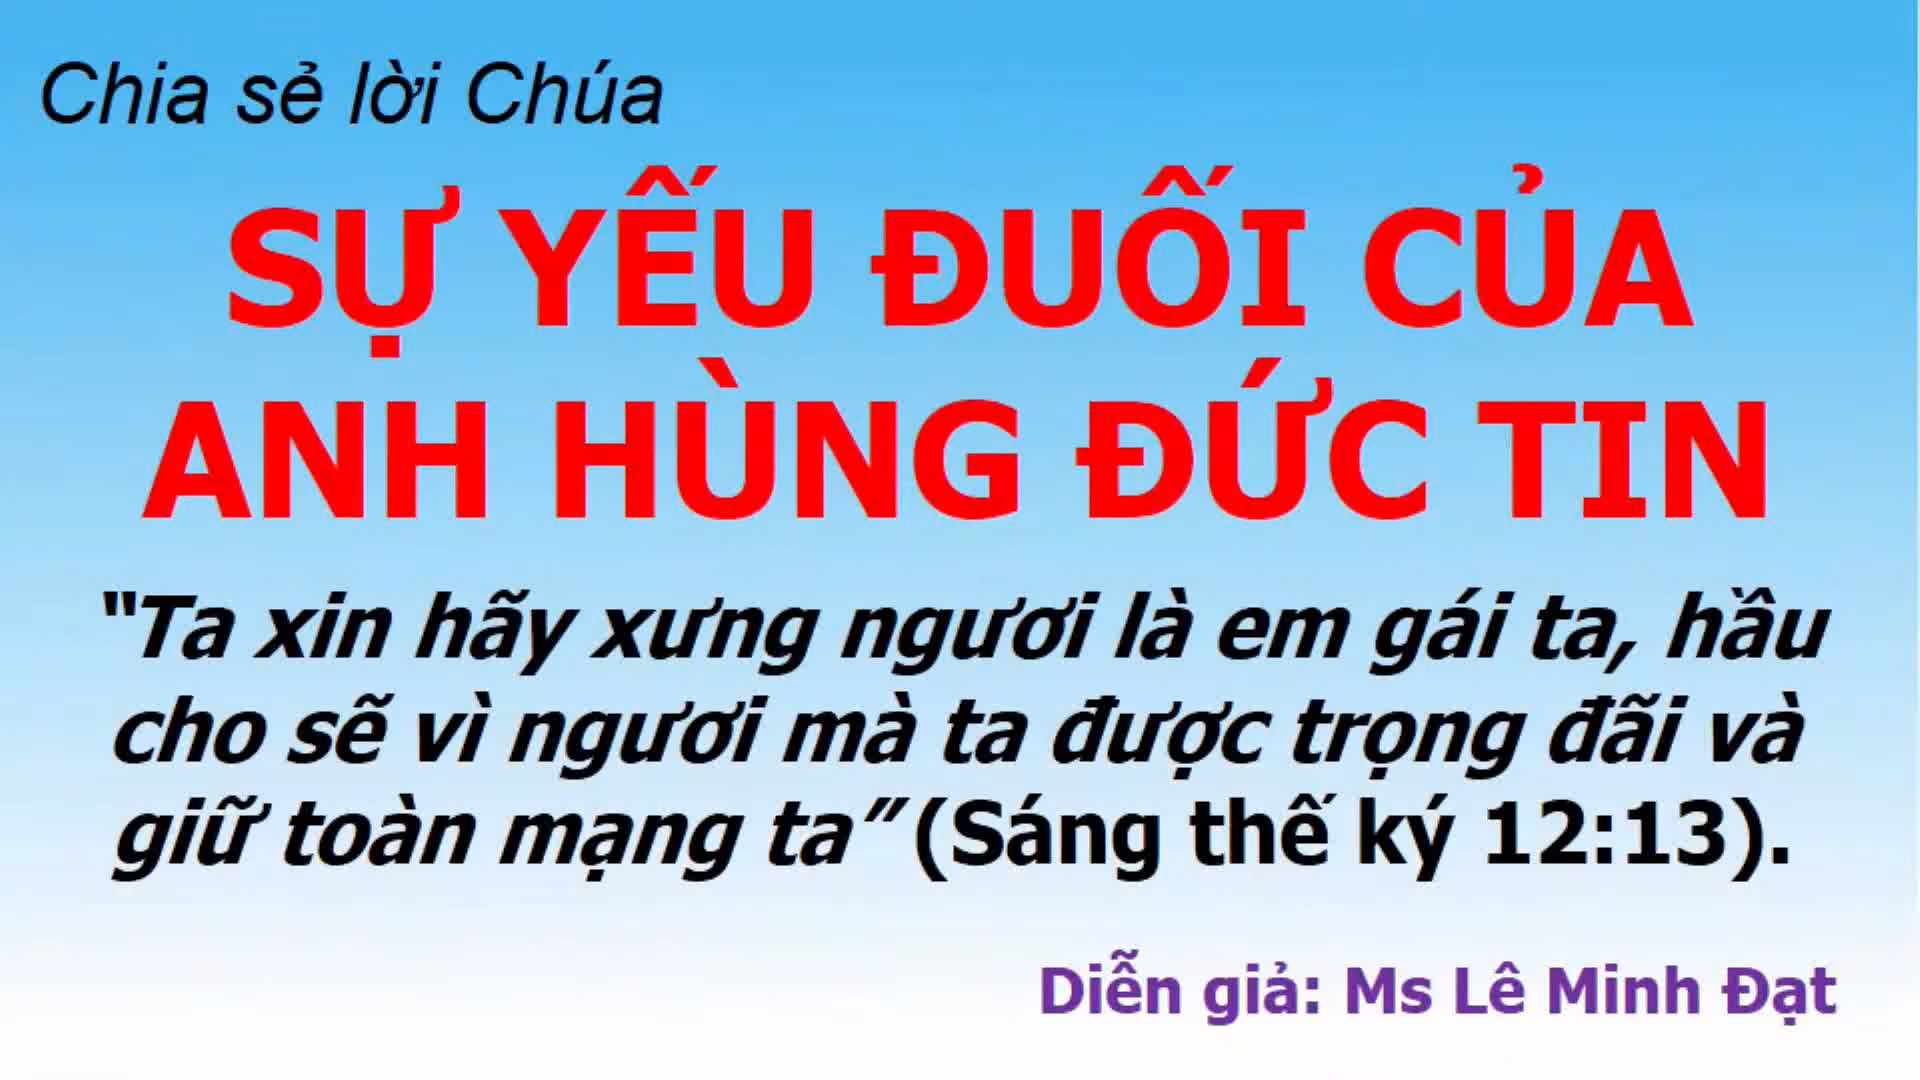 Chia sẻ lời Chúa
SỰ YẾU ĐUỐI CỦA
ANH HÙNG ĐỨC TIN
“Ta xin hãy xưng ngươi là em gái ta, hầu
cho sẽ vì ngươi mà ta được trọng đãi và
giữ toàn mạng ta” (Sáng thế ký 12:13).
Diễn giả: Ms Lê Minh Đạt